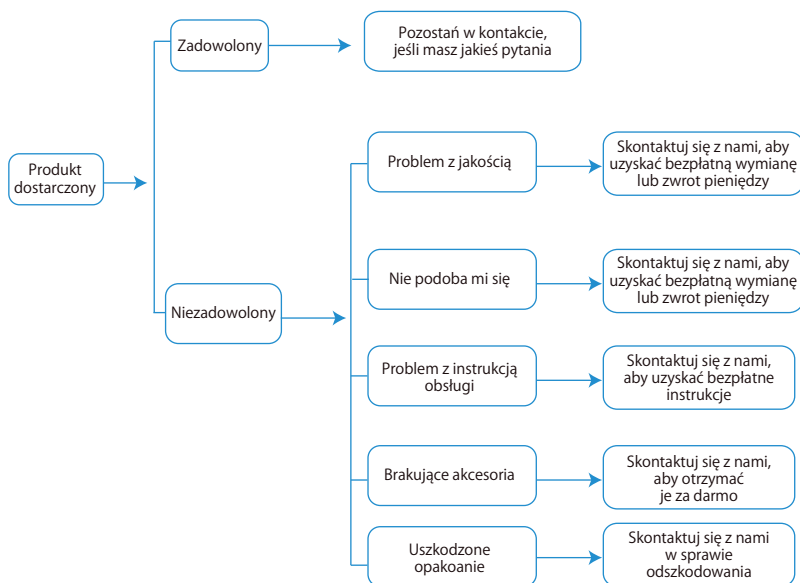 Zadowolony
Pozostań w kontakcie,
jeśli masz jakieś pytania
Produkt
dostarczony
Niezadowolony
Problem z jakością
Skontaktuj się z nami, aby
uzyskać bezpłatną wymianę
lub zwrot pieniędzy
Nie podoba mi się
Skontaktuj się z nami, aby
uzyskać bezpłatną wymianę
lub zwrot pieniędzy
Problem z instrukcją
obsługi
Skontaktuj się z nami,
aby uzyskać bezpłatne
instrukcje
Brakujące akcesoria
Skontaktuj się z nami,
aby otrzymać
je za darmo
Uszkodzone
opakoanie
Skontaktuj się z nami
w sprawie
odszkodowania